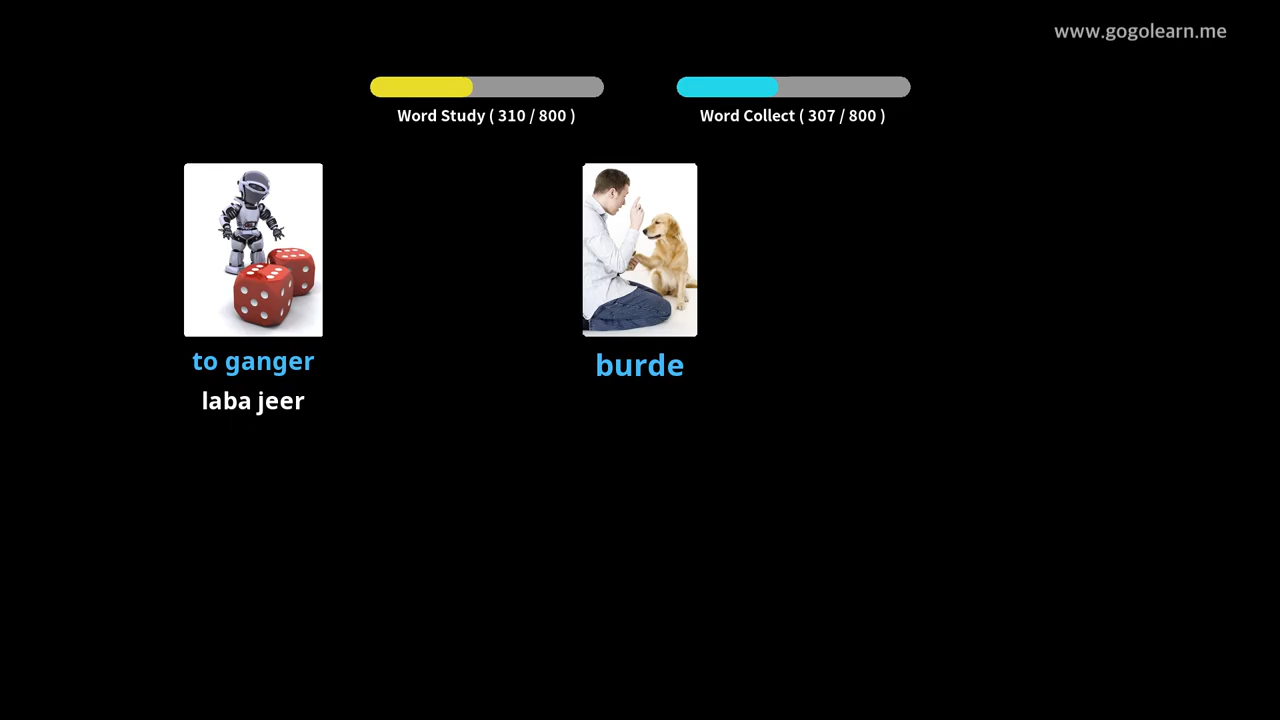 www.gogolearn.me
Word Study ( 310 / 800 )
Word Collect ( 307 / 800 )
to ganger
laba jeer
burde